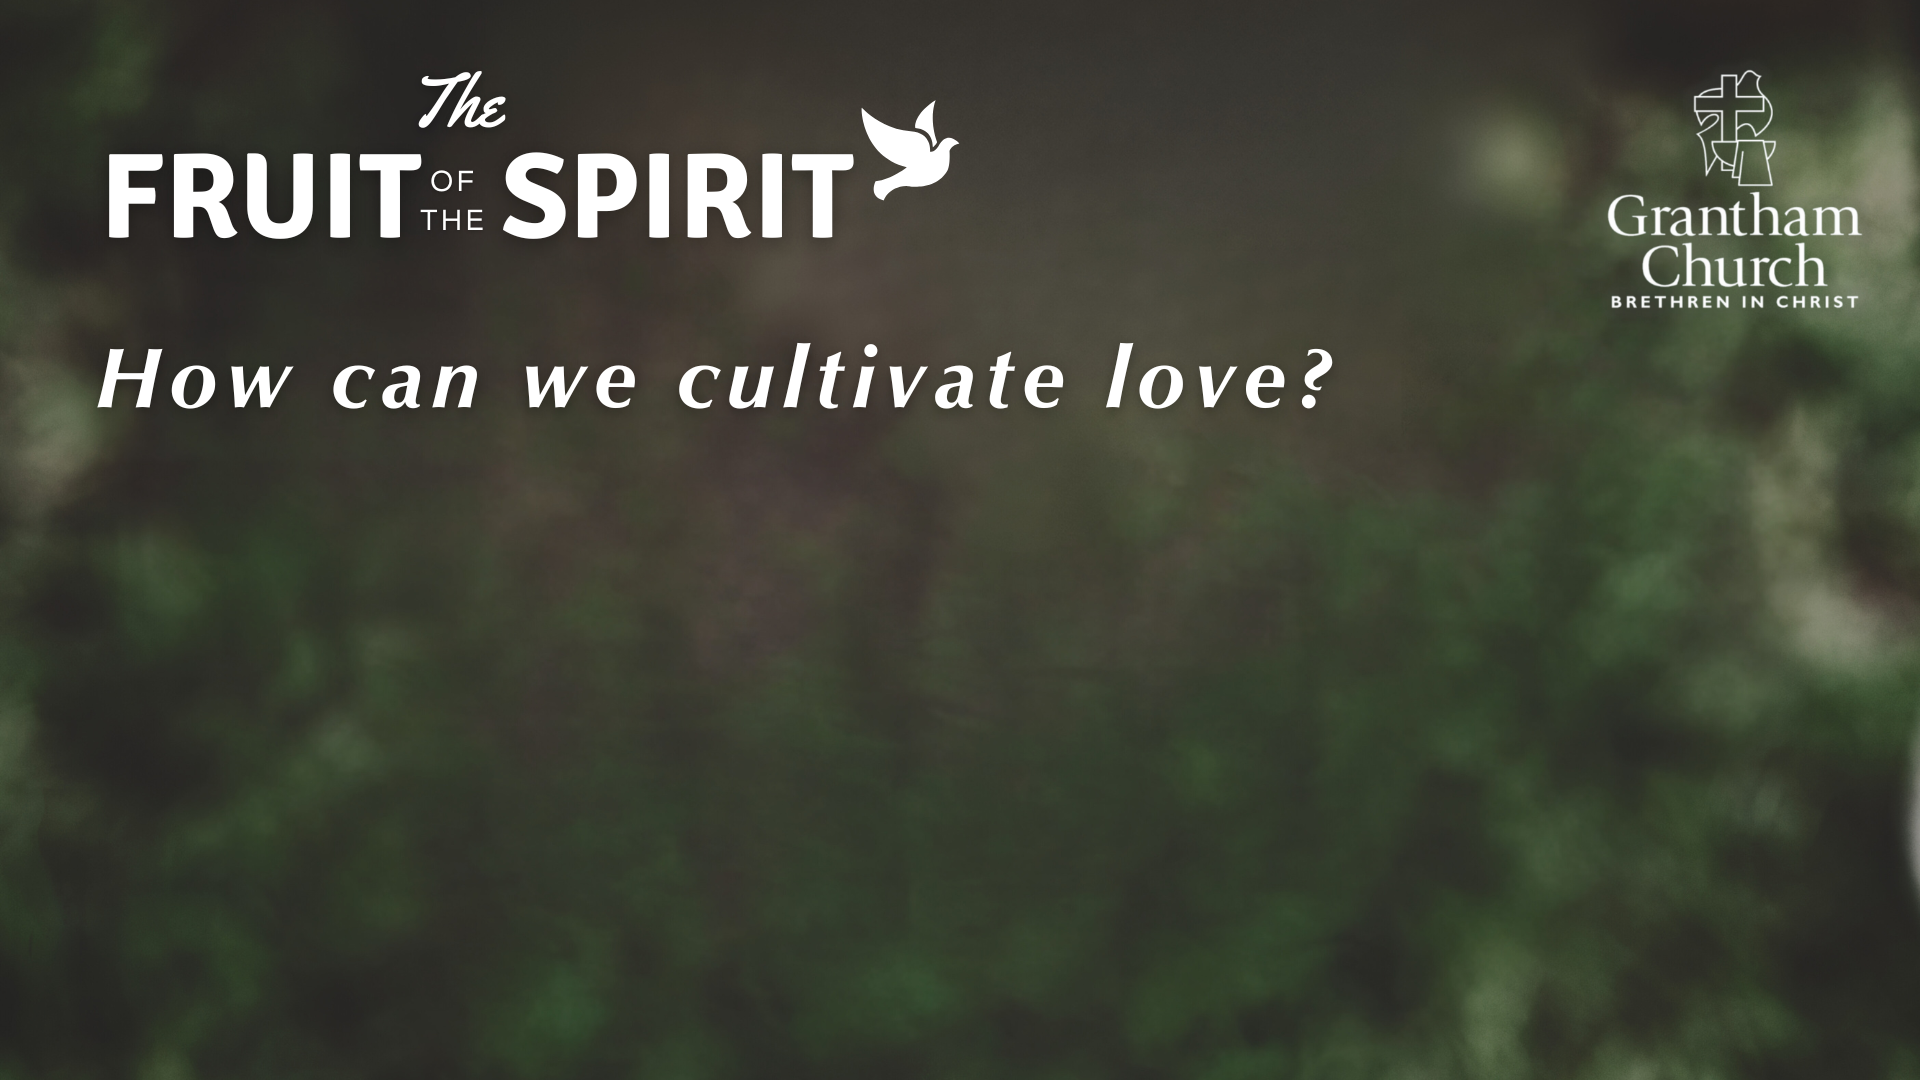 The
FRUIT OF THE SPIRIT
Grantham
Church
BRETHREN IN CHRIST
How can we cultivate love?